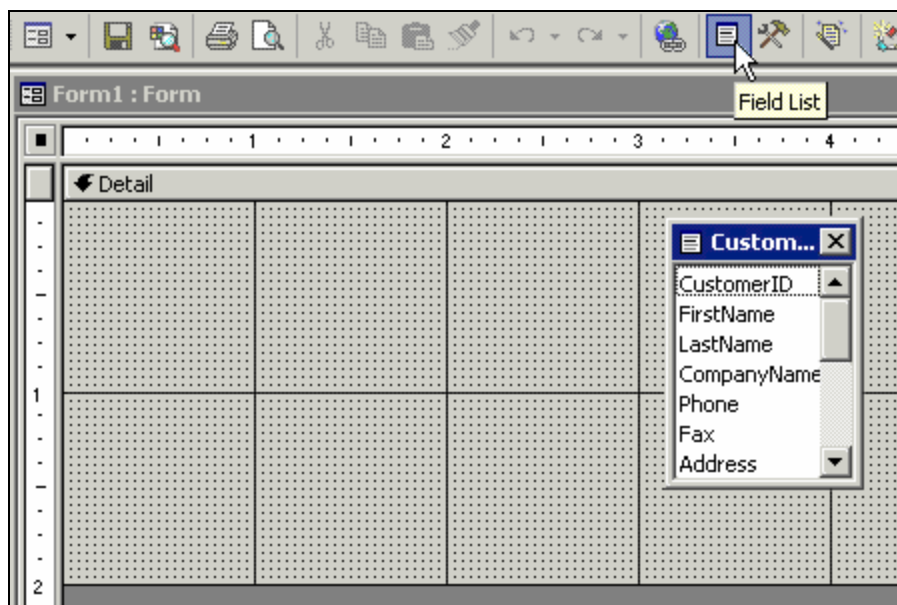 Form1 : Form
Field List
1 2 3 4
Detail
Custom...
CustomerID
FirstName
LastName
CompanyName
Phone
Fax
Address
1
2